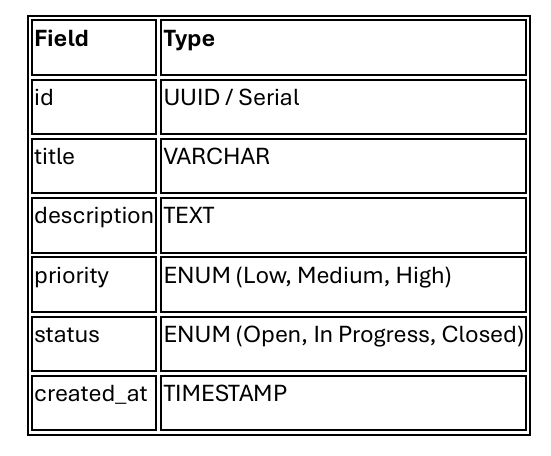 Field Type
id UUID / Serial
title VARCHAR
description TEXT
priority ENUM (Low, Medium, High)
status ENUM (Open, In Progress, Closed)
created_at TIMESTAMP